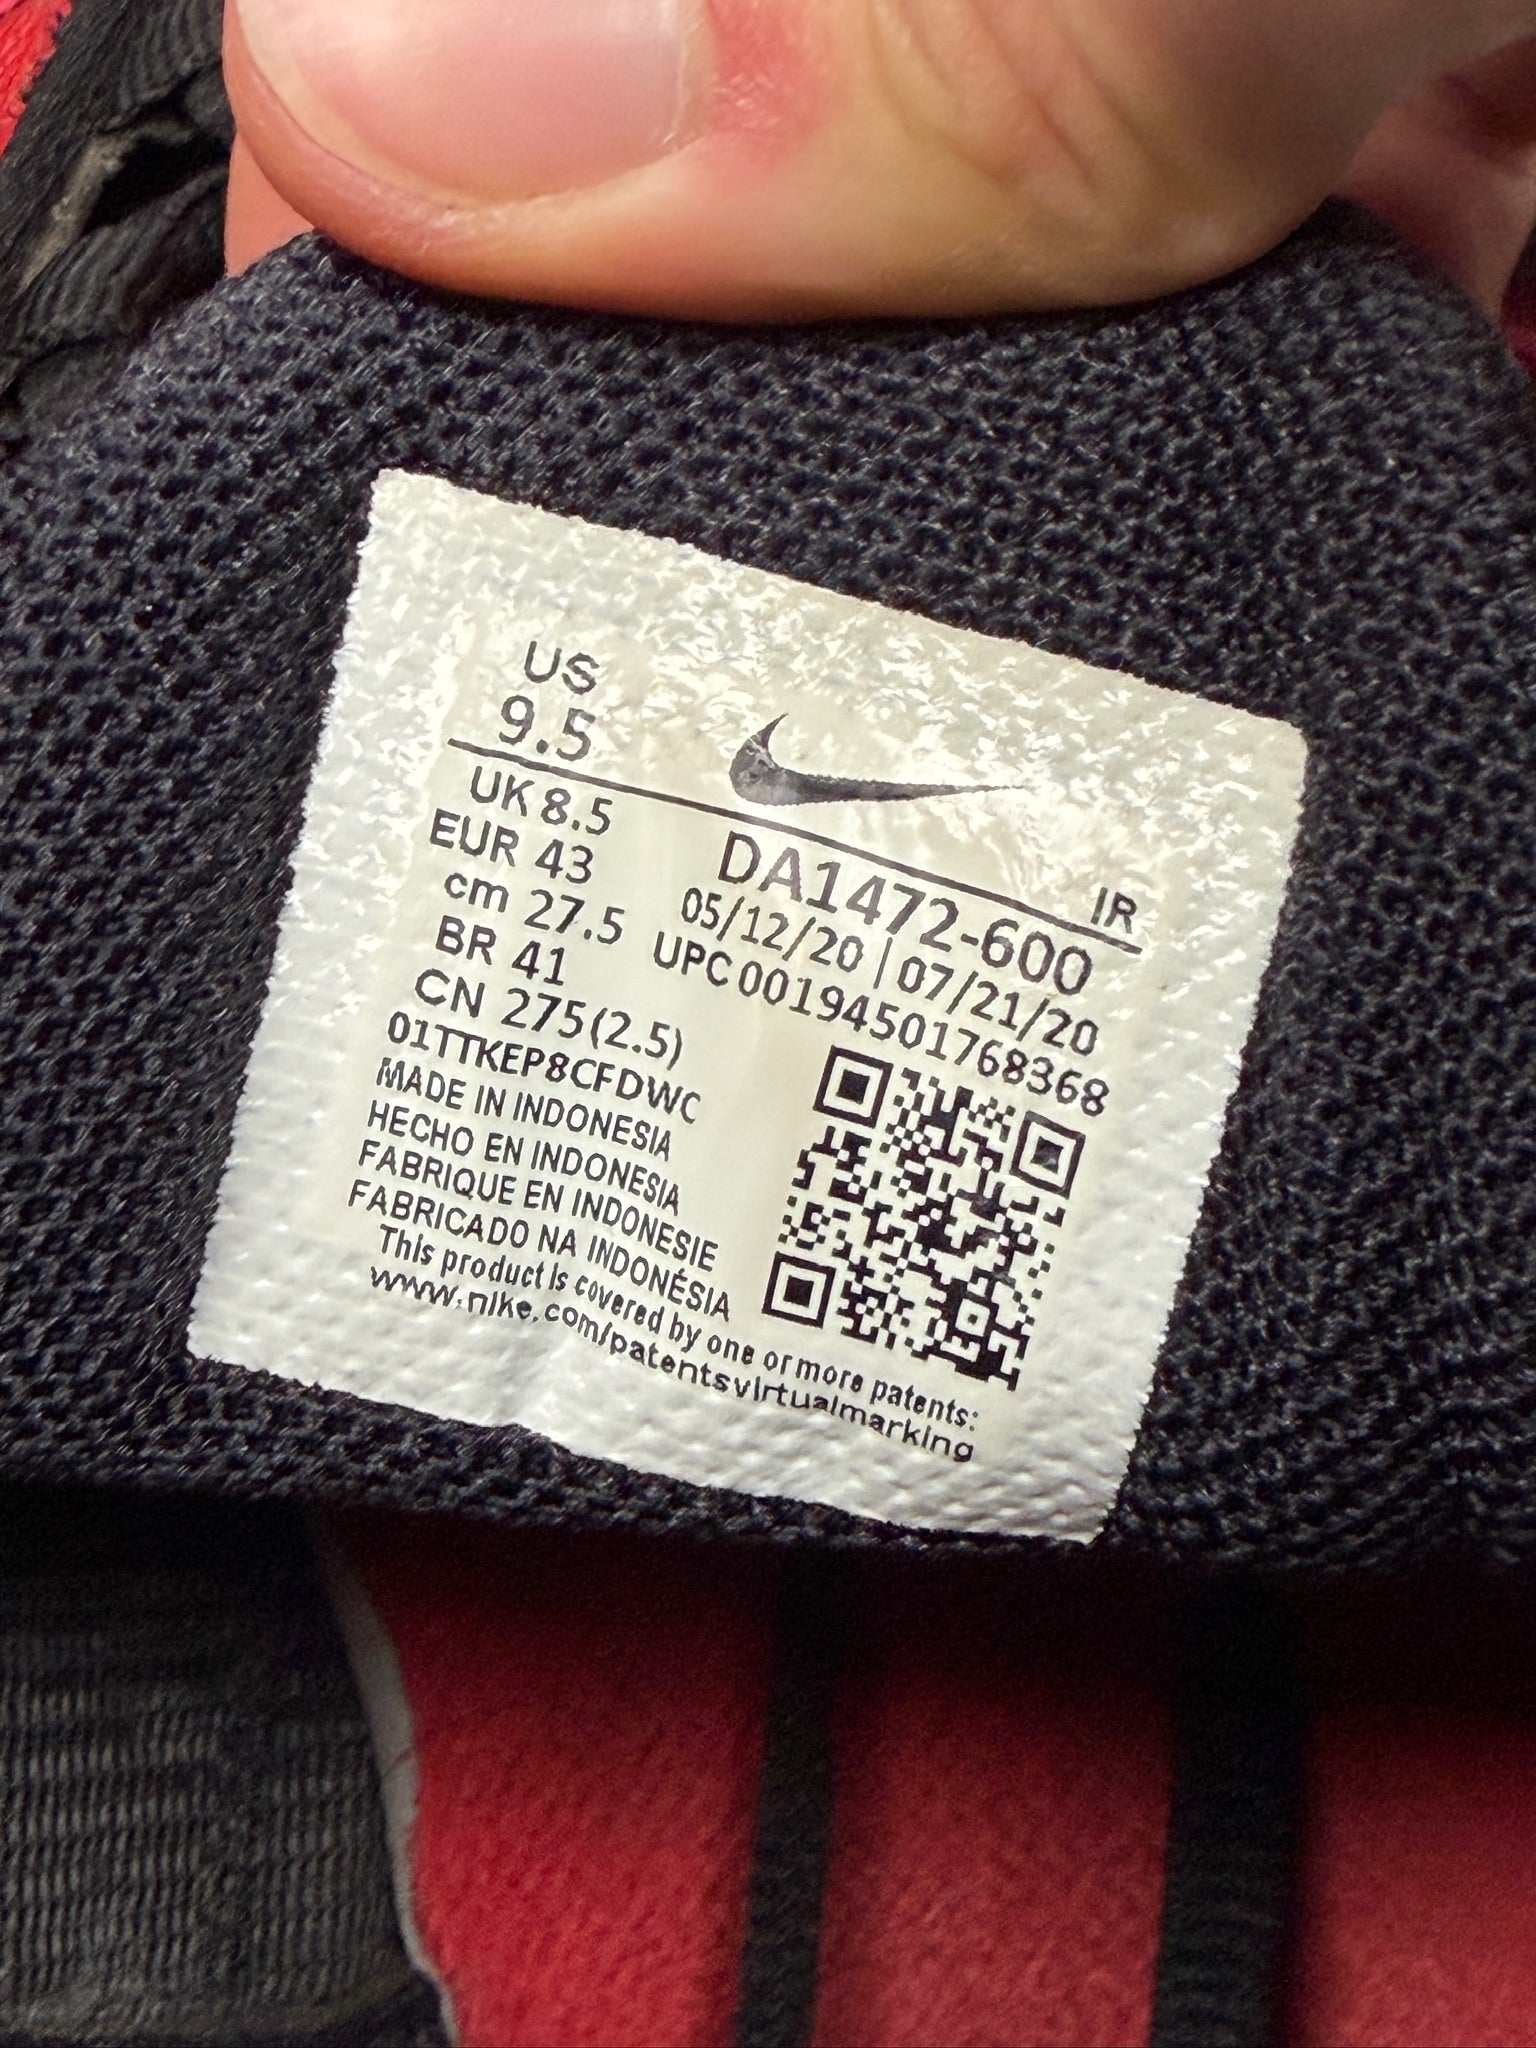 US
9.5
UK 8.5
EUR 43
cm 27.5
BR 41
CN 275(2.5)
01TTKEP8CFDWC
MADE IN INDONESIA
HECHO EN INDONESIA
FABRIQUE EN INDONESIE
FABRICADO NA INDONÉSIA
This product is covered by one or more patents:
www.nike.com/patentsvirtualmarking
IR
DA1472-600
05/12/20 | 07/21/20
UPC 00194501768368